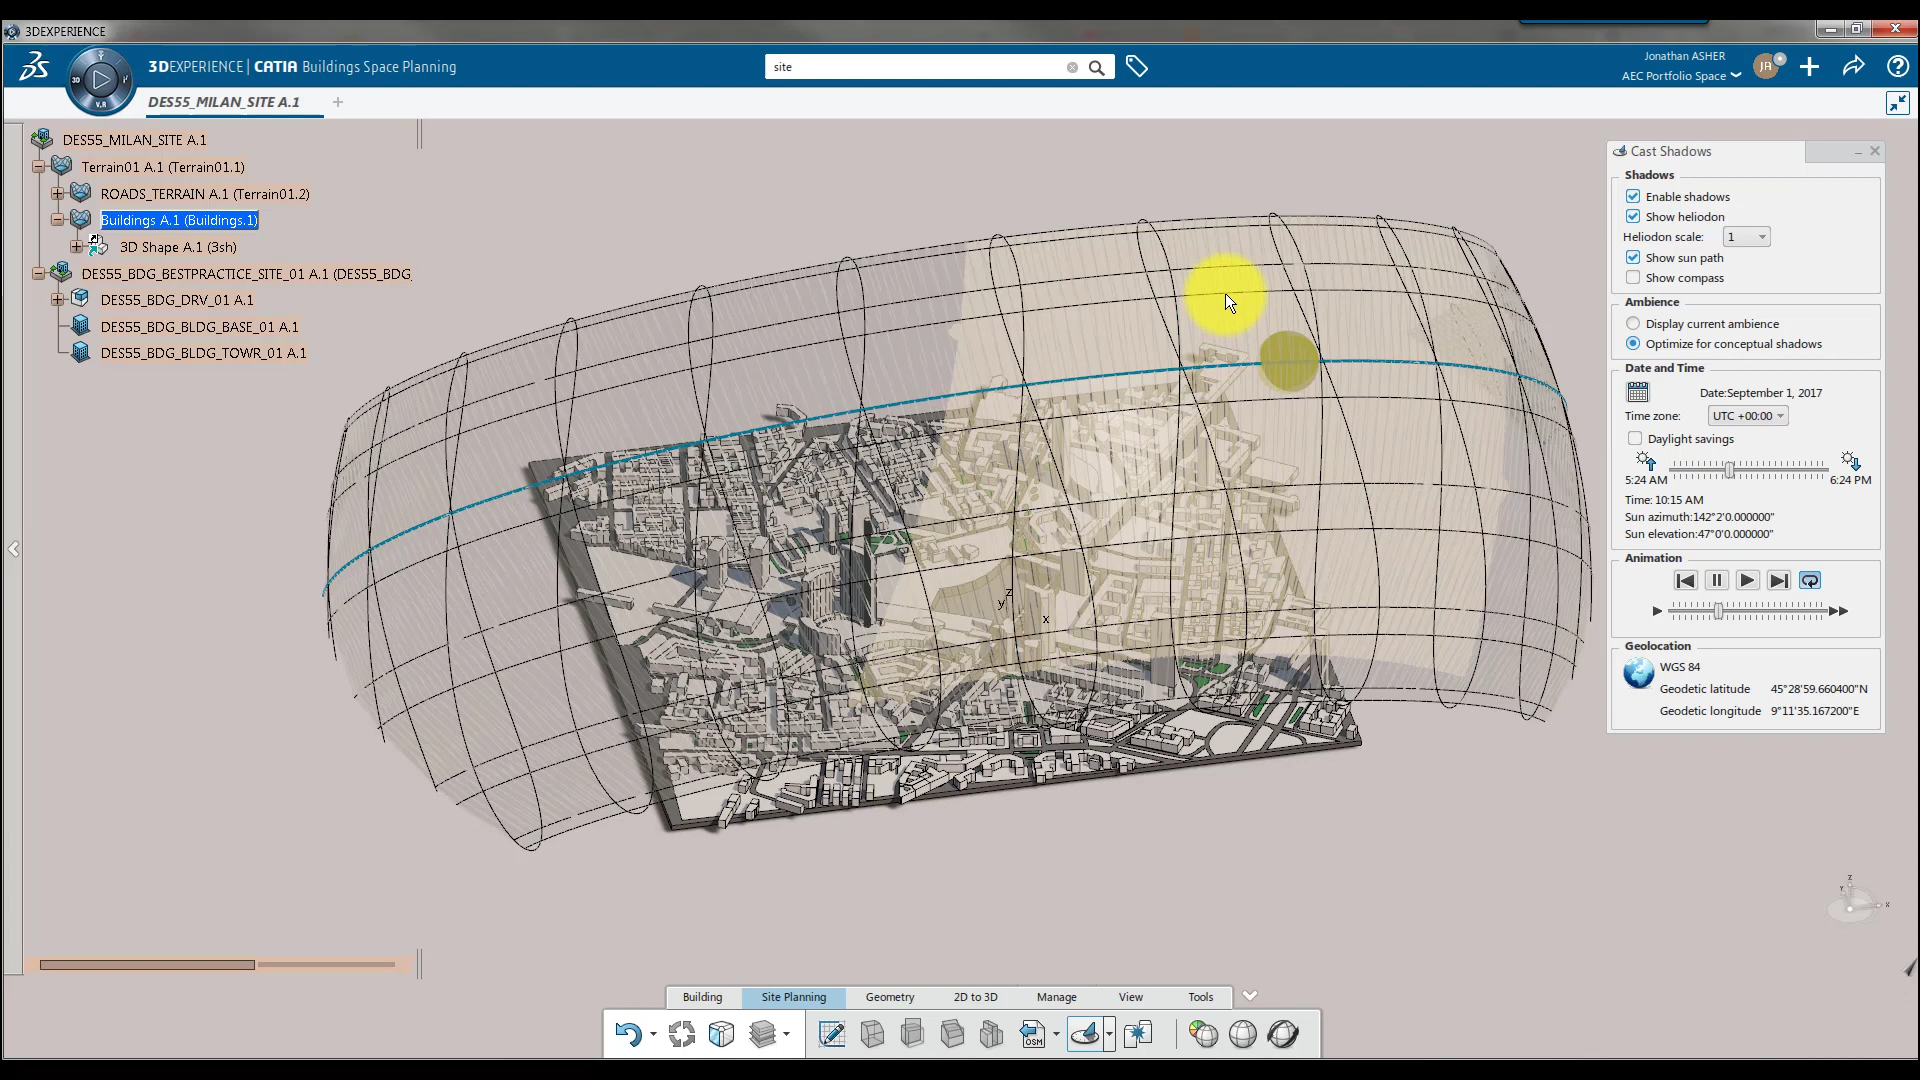 3DEXPERIENCE
3DEXPERIENCE | CATIA Buildings Space Planning
site
Jonathan ASHER
AEC Portfolio Space
JA
3D
V.R
DES55_MILAN_SITE A.1
DES55_MILAN_SITE A.1
Terrain01 A.1 (Terrain01.1)
ROADS_TERRAIN A.1 (Terrain01.2)
Buildings A.1 (Buildings.1)
3D Shape A.1 (3sh)
DES55_BDG_BESTPRACTICE_SITE_01 A.1 (DES55_BDG_
DES55_BDG_DRV_01 A.1
DES55_BDG_BLDG_BASE_01 A.1
DES55_BDG_BLDG_TOWR_01 A.1
z
y
x
Cast Shadows
Shadows
Enable shadows
Show heliodon
Heliodon scale: 1
Show sun path
Show compass
Ambience
Display current ambience
Optimize for conceptual shadows
Date and Time
Date:September 1, 2017
Time zone: UTC +00:00
Daylight savings
5:24 AM 6:24 PM
Time: 10:15 AM
Sun azimuth:142°2'0.000000"
Sun elevation:47°0'0.000000"
Animation
Geolocation
WGS 84
Geodetic latitude 45°28'59.660400"N
Geodetic longitude 9°11'35.167200"E
z
Y
x
Building Site Planning Geometry 2D to 3D Manage View Tools
OSM